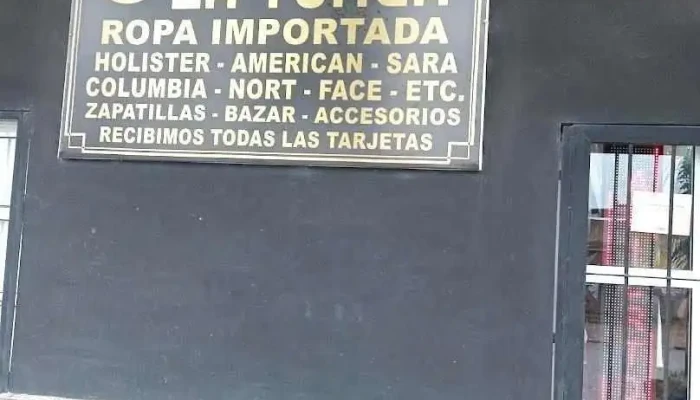 ROPA IMPORTADA
HOLISTER - AMERICAN - SARA
COLUMBIA - NORT - FACE - ETC.
ZAPATILLAS - BAZAR - ACCESORIOS
RECIBIMOS TODAS LAS TARJETAS